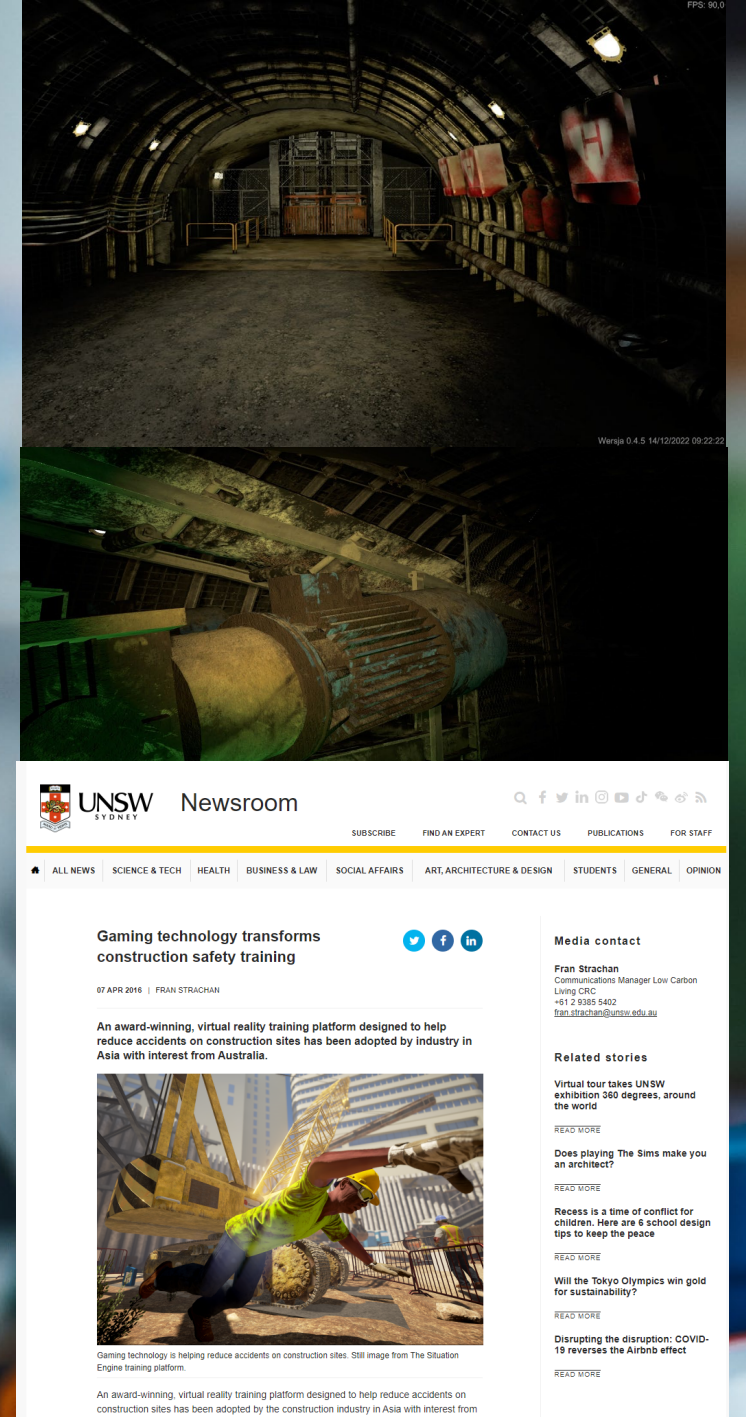 FPS: 90,0
H
Wersja 0.4.5 14/12/2022 09:22:22
UNSW
SYDNEY
Newsroom
SUBSCRIBE FIND AN EXPERT CONTACT US PUBLICATIONS FOR STAFF
ALL NEWS SCIENCE & TECH HEALTH BUSINESS & LAW SOCIAL AFFAIRS ART, ARCHITECTURE & DESIGN STUDENTS GENERAL OPINION
Gaming technology transforms
construction safety training
07 APR 2016 | FRAN STRACHAN
An award-winning, virtual reality training platform designed to help
reduce accidents on construction sites has been adopted by industry in
Asia with interest from Australia.
Gaming technology is helping reduce accidents on construction sites. Still image from The Situation
Engine training platform.
An award-winning, virtual reality training platform designed to help reduce accidents on
construction sites has been adopted by the construction industry in Asia with interest from
Media contact
Fran Strachan
Communications Manager Low Carbon
Living CRC
+61 2 9385 5402
fran.strachan@unsw.edu.au
Related stories
Virtual tour takes UNSW
exhibition 360 degrees, around
the world
READ MORE
Does playing The Sims make you
an architect?
READ MORE
Recess is a time of conflict for
children. Here are 6 school design
tips to keep the peace
READ MORE
Will the Tokyo Olympics win gold
for sustainability?
READ MORE
Disrupting the disruption: COVID-
19 reverses the Airbnb effect
READ MORE